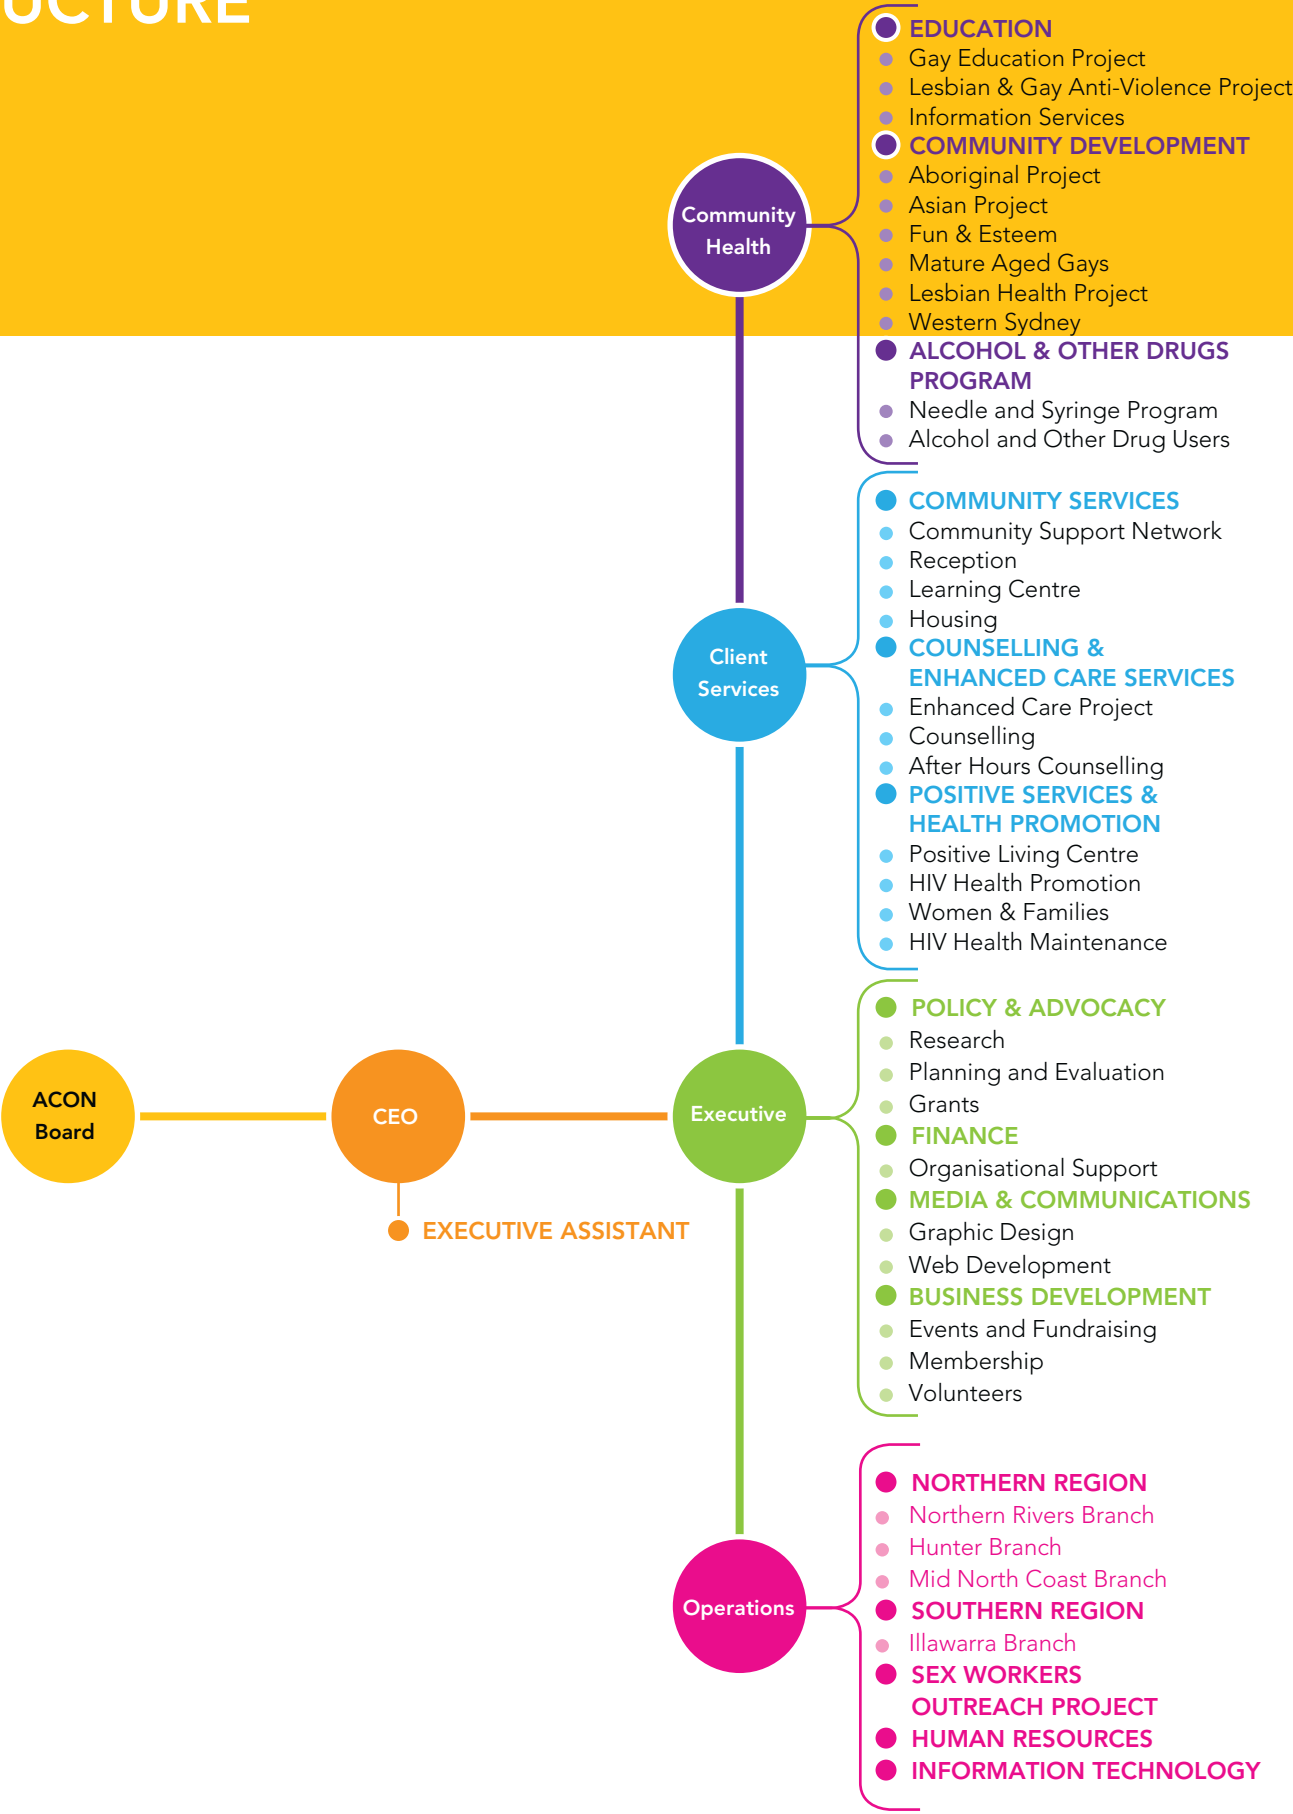 UCTURE
EDUCATION
Gay Education Project
Lesbian & Gay Anti-Violence Project
Information Services
COMMUNITY DEVELOPMENT
Aboriginal Project
Asian Project
Fun & Esteem
Mature Aged Gays
Lesbian Health Project
Western Sydney
ALCOHOL & OTHER DRUGS
PROGRAM
Needle and Syringe Program
Alcohol and Other Drug Users
Community
Health
COMMUNITY SERVICES
Community Support Network
Reception
Learning Centre
Housing
COUNSELLING &
ENHANCED CARE SERVICES
Enhanced Care Project
Counselling
After Hours Counselling
POSITIVE SERVICES &
HEALTH PROMOTION
Positive Living Centre
HIV Health Promotion
Women & Families
HIV Health Maintenance
Client
Services
POLICY & ADVOCACY
Research
Planning and Evaluation
Grants
FINANCE
Organisational Support
MEDIA & COMMUNICATIONS
Graphic Design
Web Development
BUSINESS DEVELOPMENT
Events and Fundraising
Membership
Volunteers
ACON
Board
CEO
Executive
EXECUTIVE ASSISTANT
NORTHERN REGION
Northern Rivers Branch
Hunter Branch
Mid North Coast Branch
SOUTHERN REGION
Illawarra Branch
SEX WORKERS
OUTREACH PROJECT
HUMAN RESOURCES
INFORMATION TECHNOLOGY
Operations